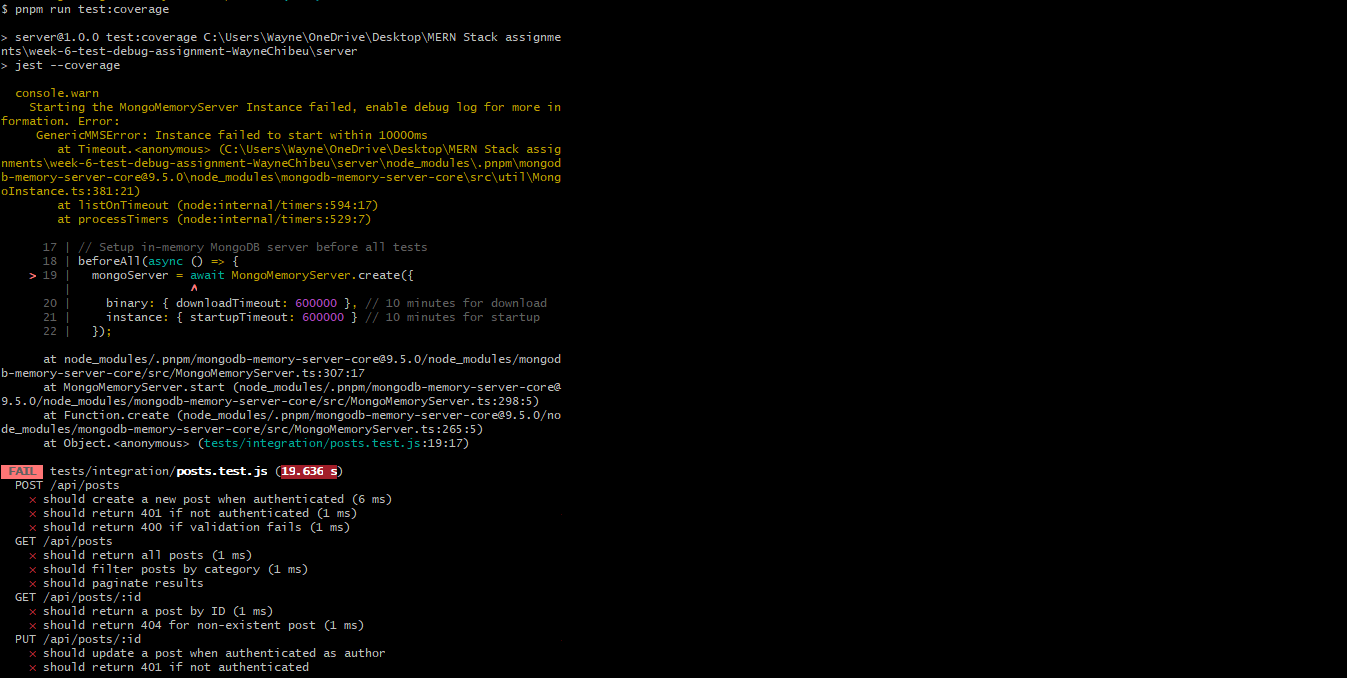 $ pnpm run test:coverage
> server@1.0.0 test:coverage C:\Users\Wayne\OneDrive\Desktop\MERN Stack assignme
nts\week-6-test-debug-assignment-WayneChibeu\server
> jest --coverage
console.warn
Starting the MongoMemoryServer Instance failed, enable debug log for more in
formation. Error:
GenericMMSError: Instance failed to start within 10000ms
at Timeout.<anonymous> (C:\Users\Wayne\OneDrive\Desktop\MERN Stack assig
nments\week-6-test-debug-assignment-WayneChibeu\server\node_modules\.pnpm\mongod
b-memory-server-core@9.5.0\node_modules\mongodb-memory-server-core\src\util\Mong
oInstance.ts:381:21)
at listOnTimeout (node:internal/timers:594:17)
at processTimers (node:internal/timers:529:7)
17 | // Setup in-memory MongoDB server before all tests
18 | beforeAll(async () => {
> 19 |   mongoServer = await MongoMemoryServer.create({
|                 ^
20 |     binary: { downloadTimeout: 600000 }, // 10 minutes for download
21 |     instance: { startupTimeout: 600000 } // 10 minutes for startup
22 |   });
at node_modules/.pnpm/mongodb-memory-server-core@9.5.0/node_modules/mongod
b-memory-server-core/src/MongoMemoryServer.ts:307:17
at MongoMemoryServer.start (node_modules/.pnpm/mongodb-memory-server-core@
9.5.0/node_modules/mongodb-memory-server-core/src/MongoMemoryServer.ts:298:5)
at Function.create (node_modules/.pnpm/mongodb-memory-server-core@9.5.0/no
de_modules/mongodb-memory-server-core/src/MongoMemoryServer.ts:265:5)
at Object.<anonymous> (tests/integration/posts.test.js:19:17)
FAIL tests/integration/posts.test.js (19.636 s)
POST /api/posts
× should create a new post when authenticated (6 ms)
× should return 401 if not authenticated (1 ms)
× should return 400 if validation fails (1 ms)
GET /api/posts
× should return all posts (1 ms)
× should filter posts by category (1 ms)
× should paginate results
GET /api/posts/:id
× should return a post by ID (1 ms)
× should return 404 for non-existent post (1 ms)
PUT /api/posts/:id
× should update a post when authenticated as author
× should return 401 if not authenticated